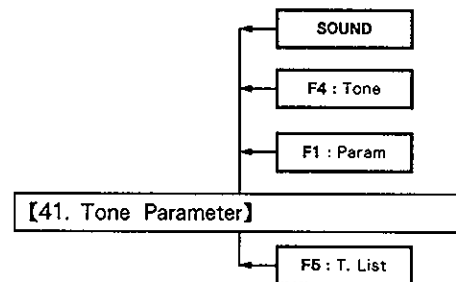 SOUND
F4 : Tone
F1 : Param
【41. Tone Parameter】
F5 : T. List